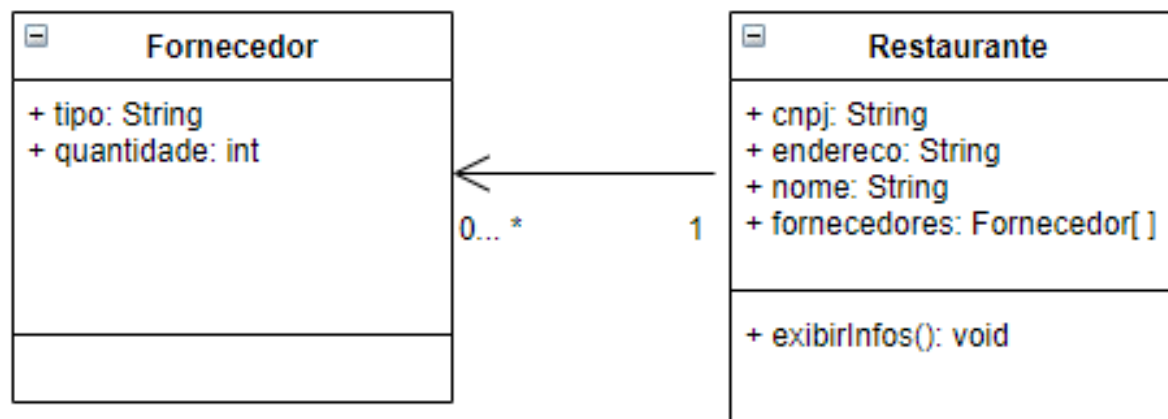 Fornecedor
+ tipo: String
+ quantidade: int
0... *
1
Restaurante
+ cnpj: String
+ endereco: String
+ nome: String
+ fornecedores: Fornecedor[ ]
+ exibirInfos(): void